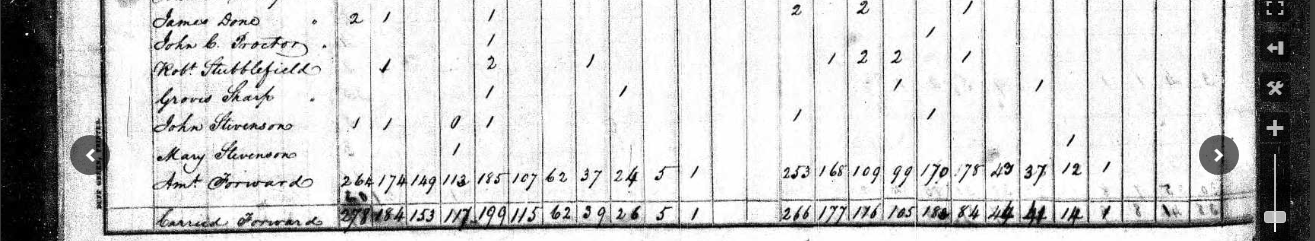 James Done " 2 1 1 2 2 1
John C. Proctor " 1 1
Robt. Stubblefield 1 2 1 1 2 2 1
Groves Sharp " 1 1 1 1
John Stevenson 1 1 0 1 1 1
Mary Stevenson 1 1
Amt. Forward 264 174 149 113 185 107 62 37 24 5 1 253 168 109 99 170 78 43 37 12 1
Carried Forward 278 184 153 117 199 115 62 39 26 5 1 266 177 116 105 84 44 41 14 1